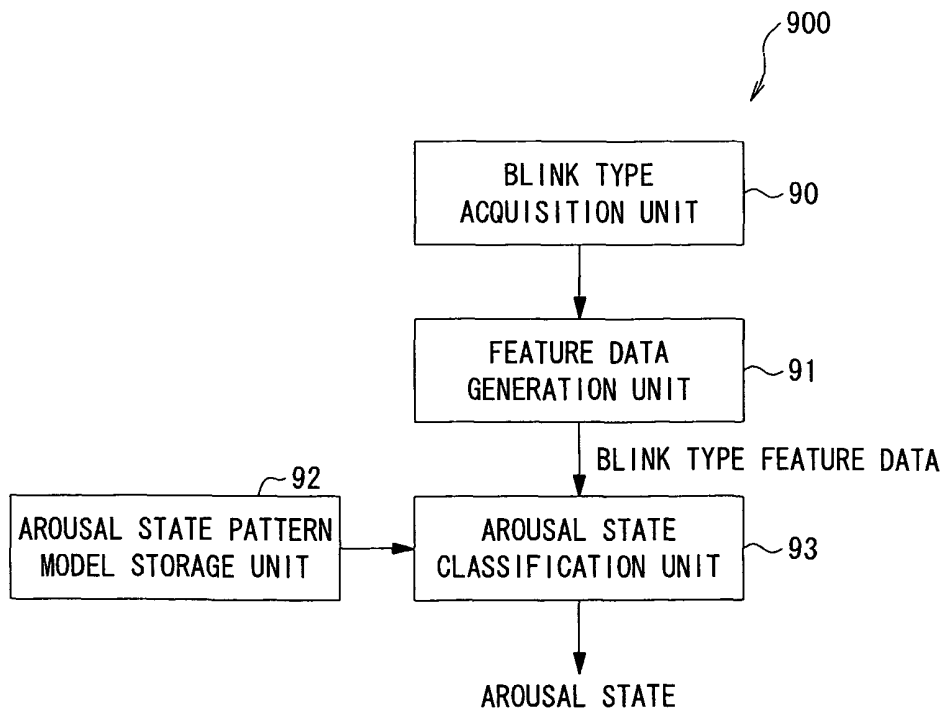 900
BLINK TYPE
ACQUISITION UNIT
90
FEATURE DATA
GENERATION UNIT
91
BLINK TYPE FEATURE DATA
92
AROUSAL STATE PATTERN
MODEL STORAGE UNIT
AROUSAL STATE
CLASSIFICATION UNIT
93
AROUSAL STATE